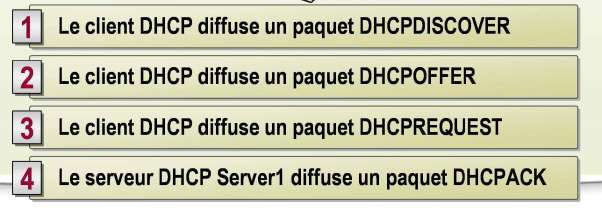 1 Le client DHCP diffuse un paquet DHCPDISCOVER
2 Le client DHCP diffuse un paquet DHCPOFFER
3 Le client DHCP diffuse un paquet DHCPREQUEST
4 Le serveur DHCP Server1 diffuse un paquet DHCPACK